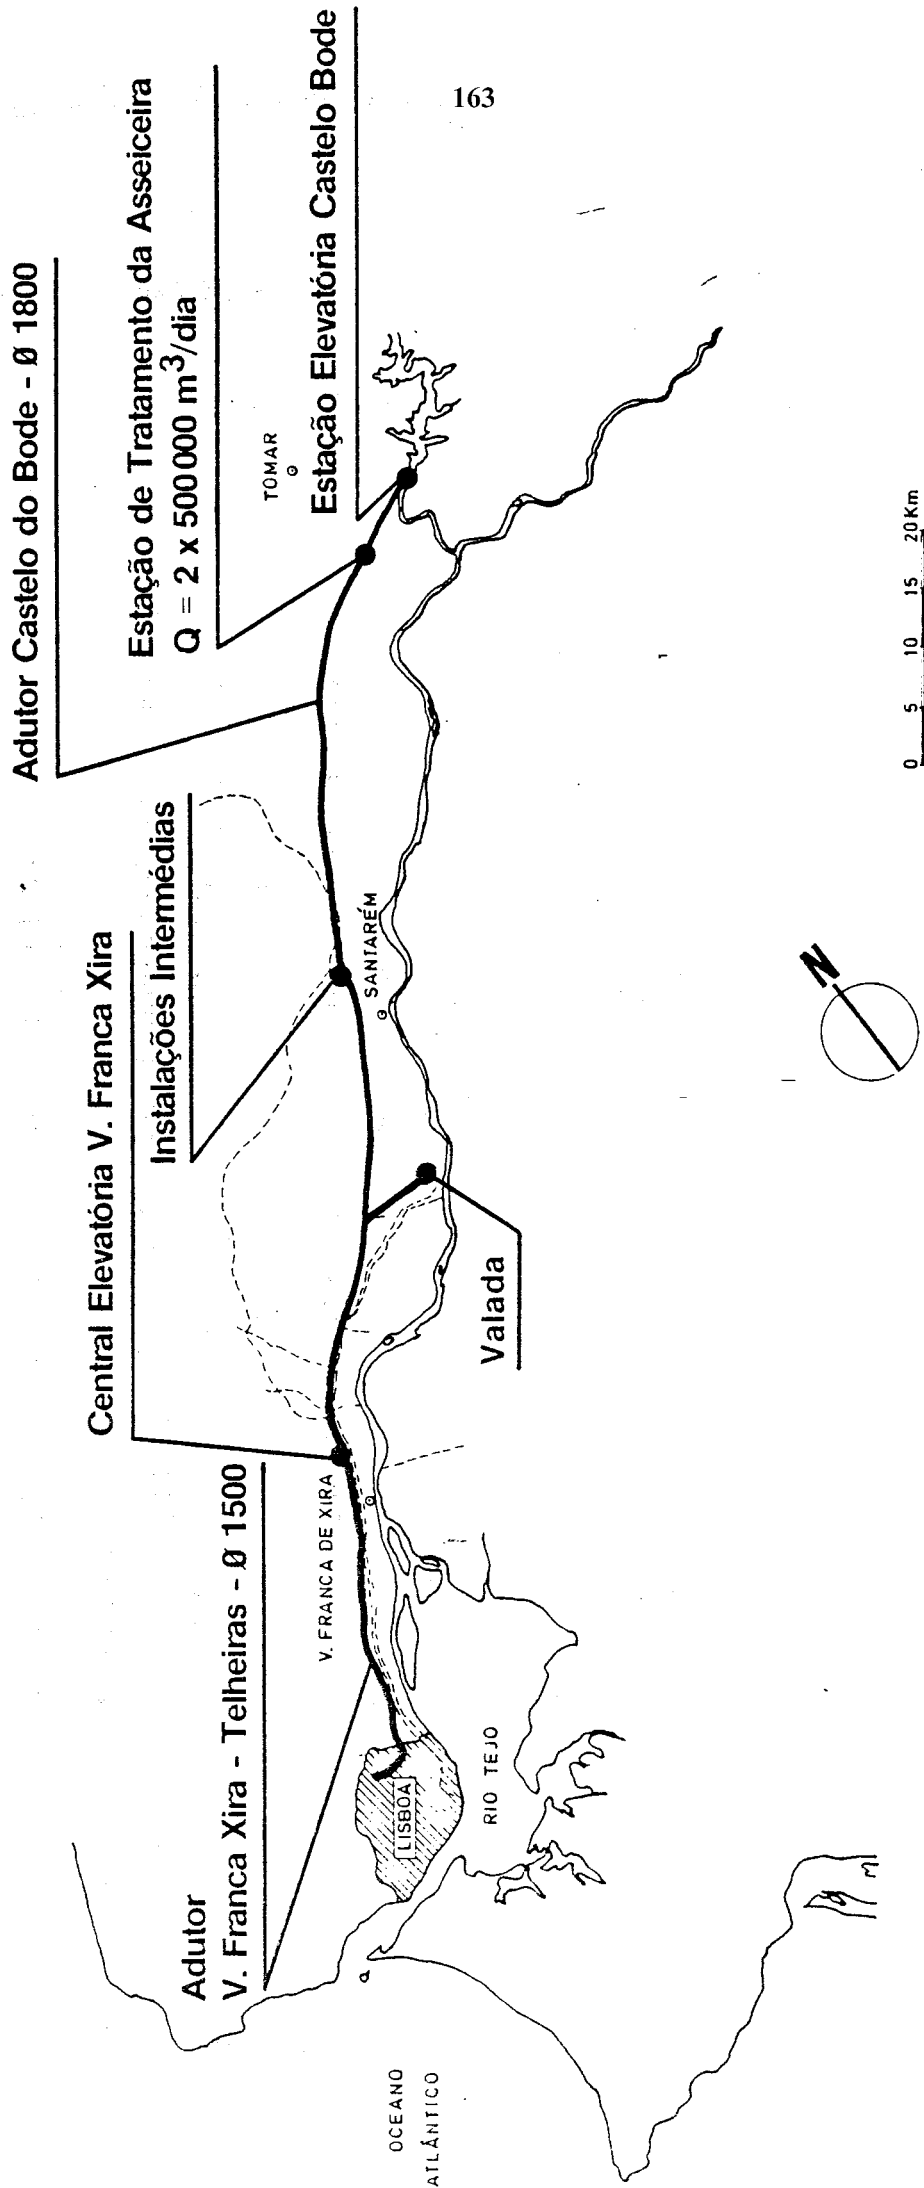 163
Adutor Castelo do Bode - Ø 1800
Estação de Tratamento da Asseiceira
Q = 2 x 500000 m³/dia
Estação Elevatória Castelo Bode
Central Elevatória V. Franca Xira
Instalações Intermédias
Adutor
V. Franca Xira - Telheiras - Ø 1500
Valada
TOMAR
SANTARÉM
V. FRANCA DE XIRA
LISBOA
RIO TEJO
OCEANO
ATLÂNTICO
N
0 5 10 15 20 Km